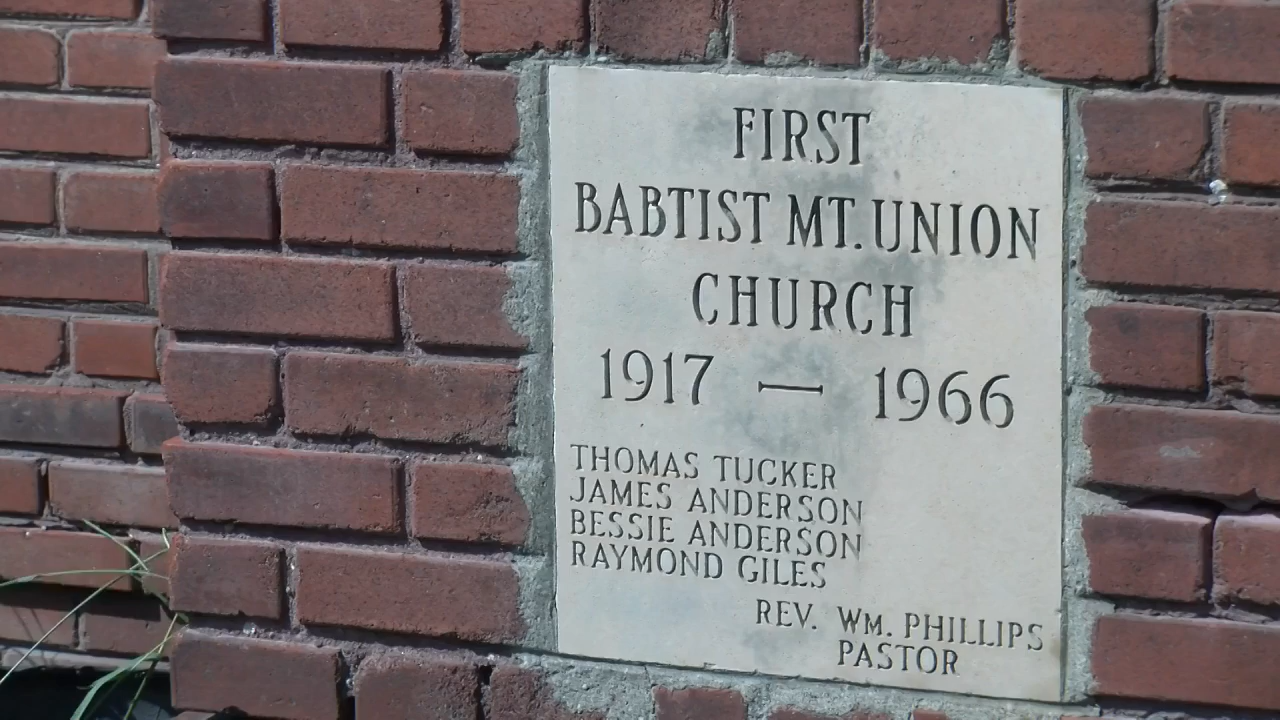 FIRST
BABTIST MT. UNION
CHURCH
1917 — 1966
THOMAS TUCKER
JAMES ANDERSON
BESSIE ANDERSON
RAYMOND GILES
REV. WM. PHILLIPS
PASTOR